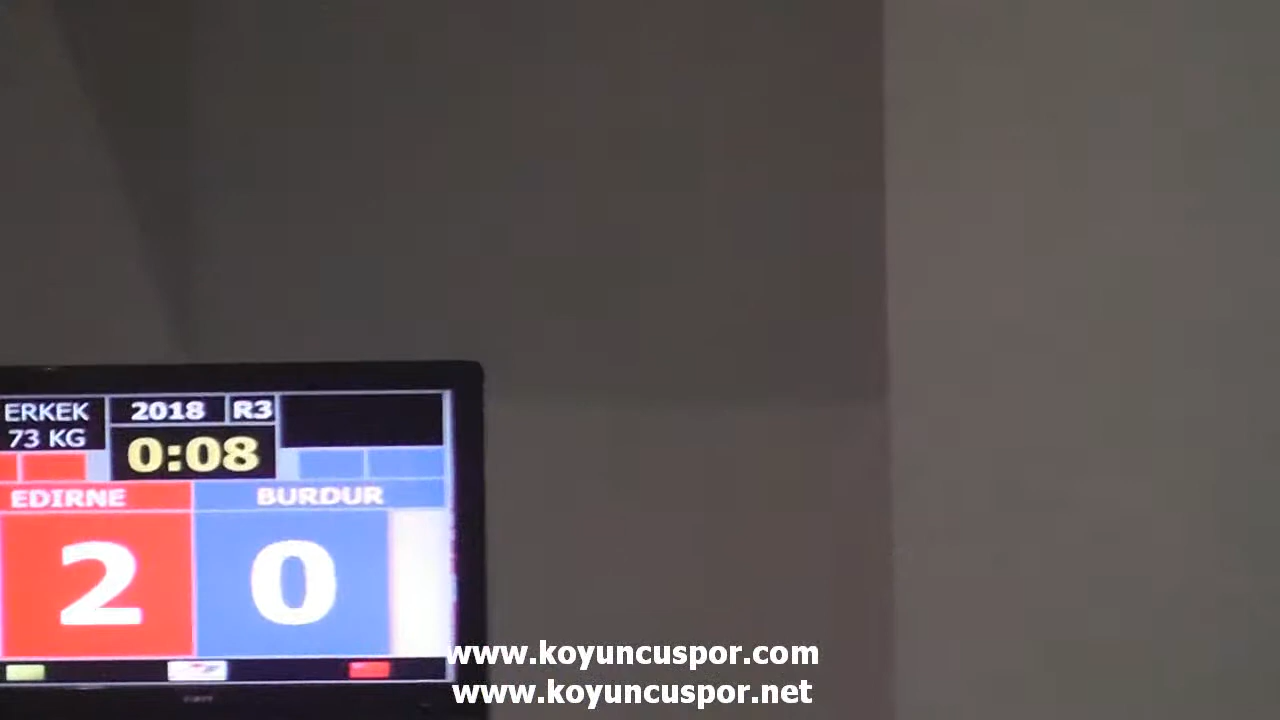 ERKEK
73 KG
2018 R3
0:08
EDIRNE
BURDUR
2
0
www.koyuncuspor.com
www.koyuncuspor.net